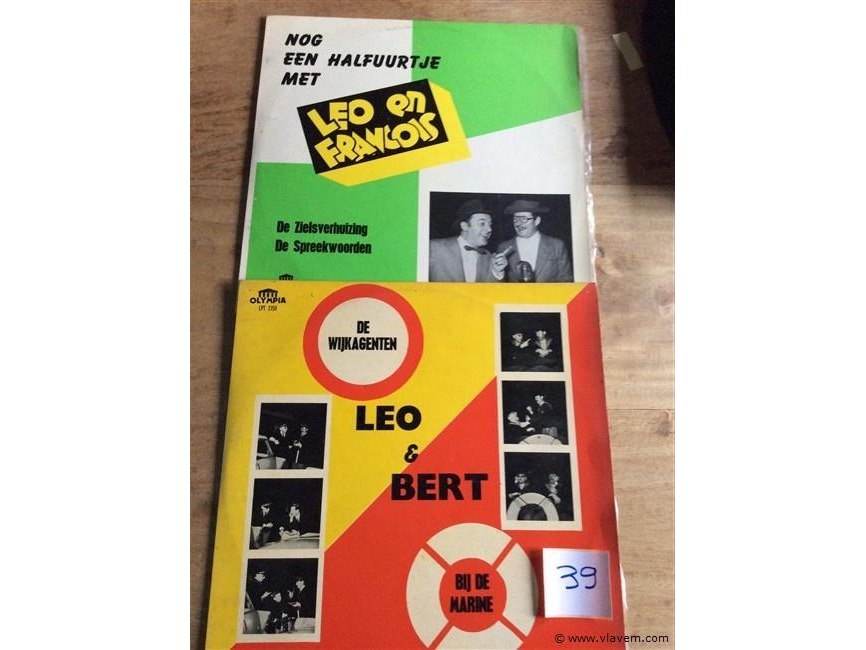 NOG
EEN HALFUURTJE
MET
LEO en
FRANCOIS
De Zielsverhuizing
De Spreekwoorden
OLYMPIA
DE
WIJKAGENTEN
LEO
&
BERT
BIJ DE
MARINE
39
© www.vlavem.com